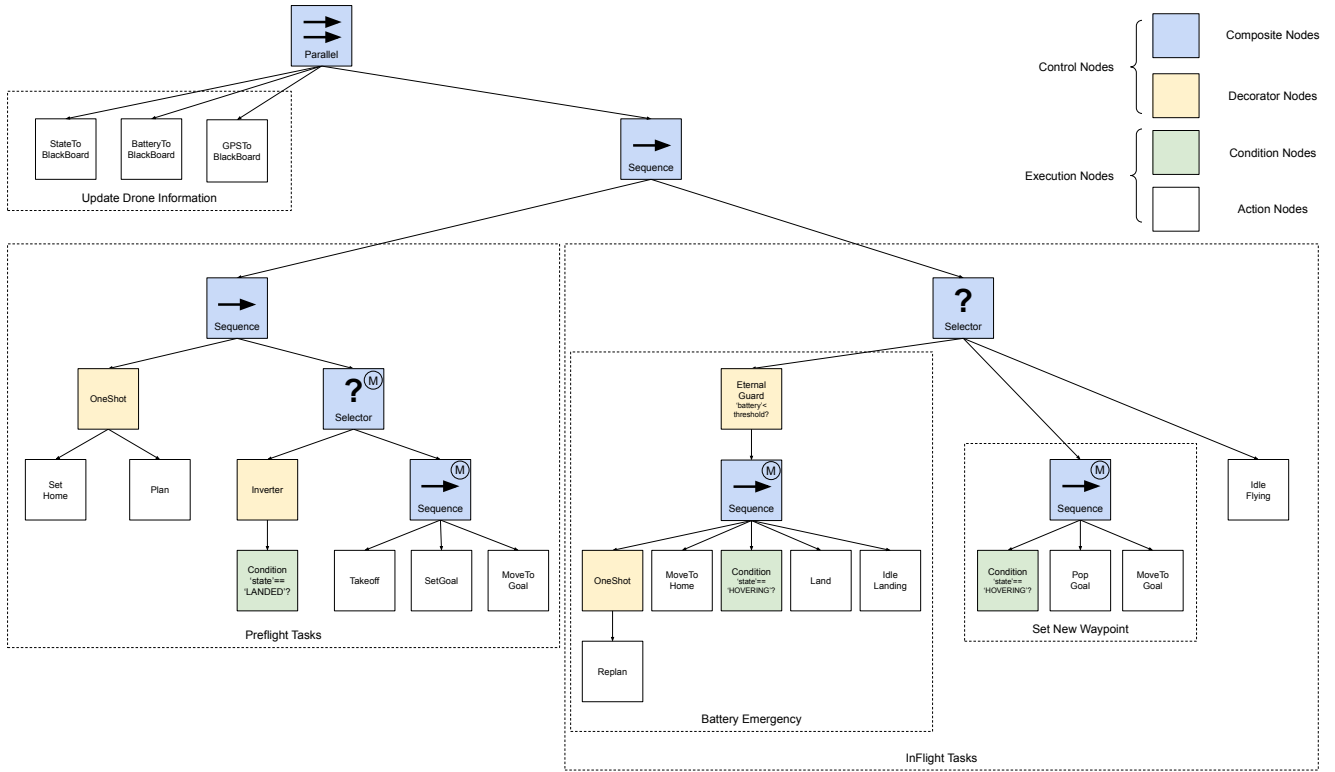 Parallel
Composite Nodes
Control Nodes
Decorator Nodes
Condition Nodes
Execution Nodes
Action Nodes
StateTo
BlackBoard
BatteryTo
BlackBoard
GPSTo
BlackBoard
Update Drone Information
Sequence
Sequence
?
Selector
OneShot
? M
Selector
Eternal
Guard
'battery'<
threshold?
Set
Home
Plan
Inverter
M
Sequence
M
Sequence
M
Sequence
Idle
Flying
Condition
'state'==
'LANDED'?
Takeoff
SetGoal
MoveTo
Goal
Preflight Tasks
OneShot
MoveTo
Home
Condition
'state'==
'HOVERING'?
Land
Idle
Landing
Replan
Battery Emergency
Condition
'state'==
'HOVERING'?
Pop
Goal
MoveTo
Goal
Set New Waypoint
InFlight Tasks